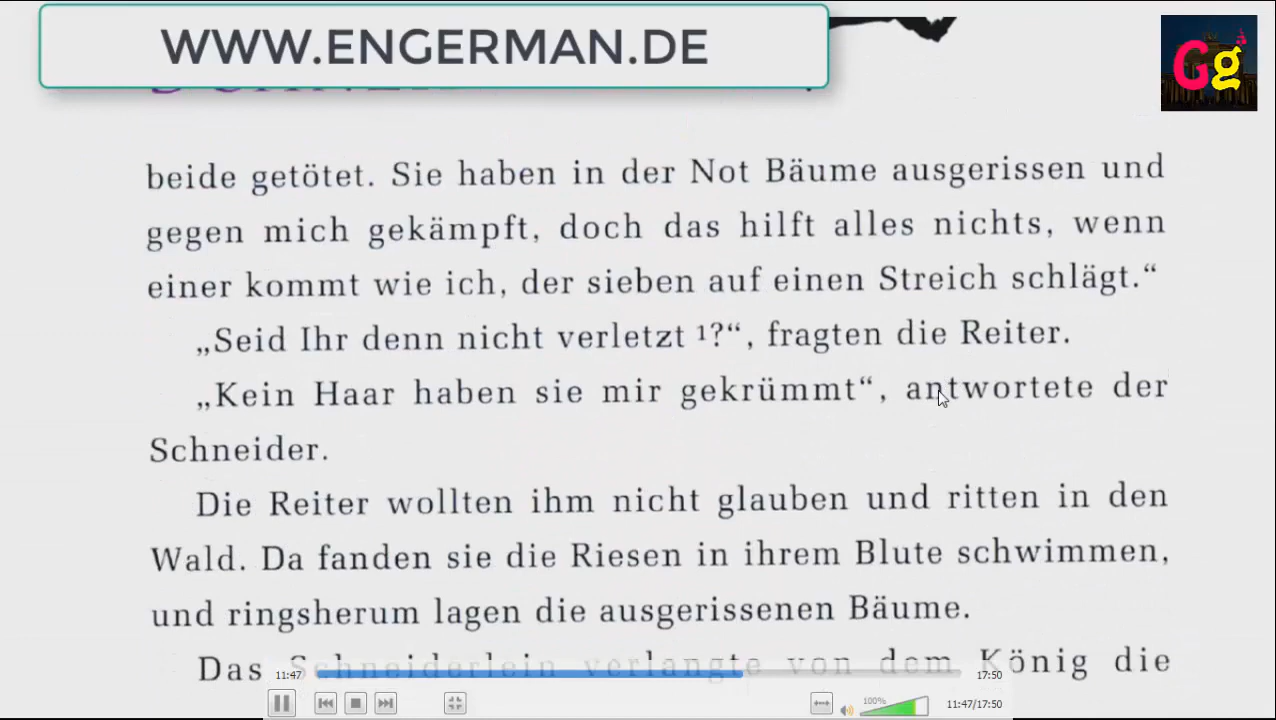 WWW.ENGERMAN.DE
Gg
beide getötet. Sie haben in der Not Bäume ausgerissen und
gegen mich gekämpft, doch das hilft alles nichts, wenn
einer kommt wie ich, der sieben auf einen Streich schlägt.“
„Seid Ihr denn nicht verletzt ¹?“, fragten die Reiter.
„Kein Haar haben sie mir gekrümmt“, antwortete der
Schneider.
Die Reiter wollten ihm nicht glauben und ritten in den
Wald. Da fanden sie die Riesen in ihrem Blute schwimmen,
und ringsherum lagen die ausgerissenen Bäume.
Das Schneiderlein verlangte von dem König die
11:47 17:50
100% 11:47/17:50